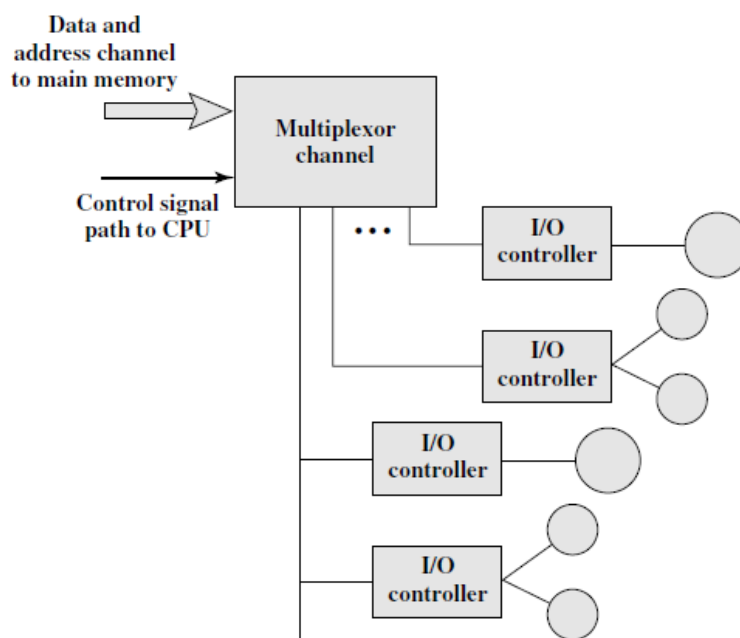 Data and
address channel
to main memory
Multiplexor
channel
Control signal
path to CPU
•••
I/O
controller
I/O
controller
I/O
controller
I/O
controller